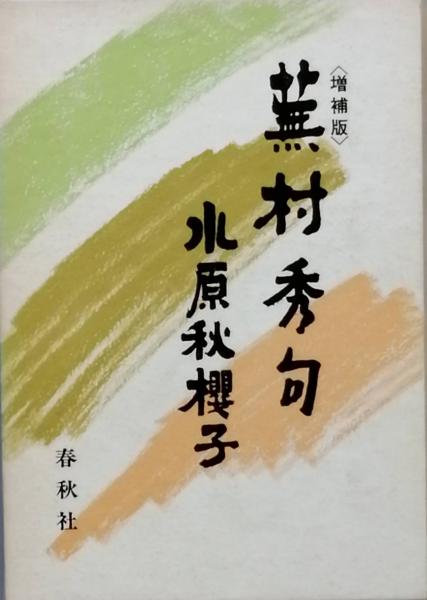 〈増補版〉
蕪村秀句
水原秋櫻子
春秋社